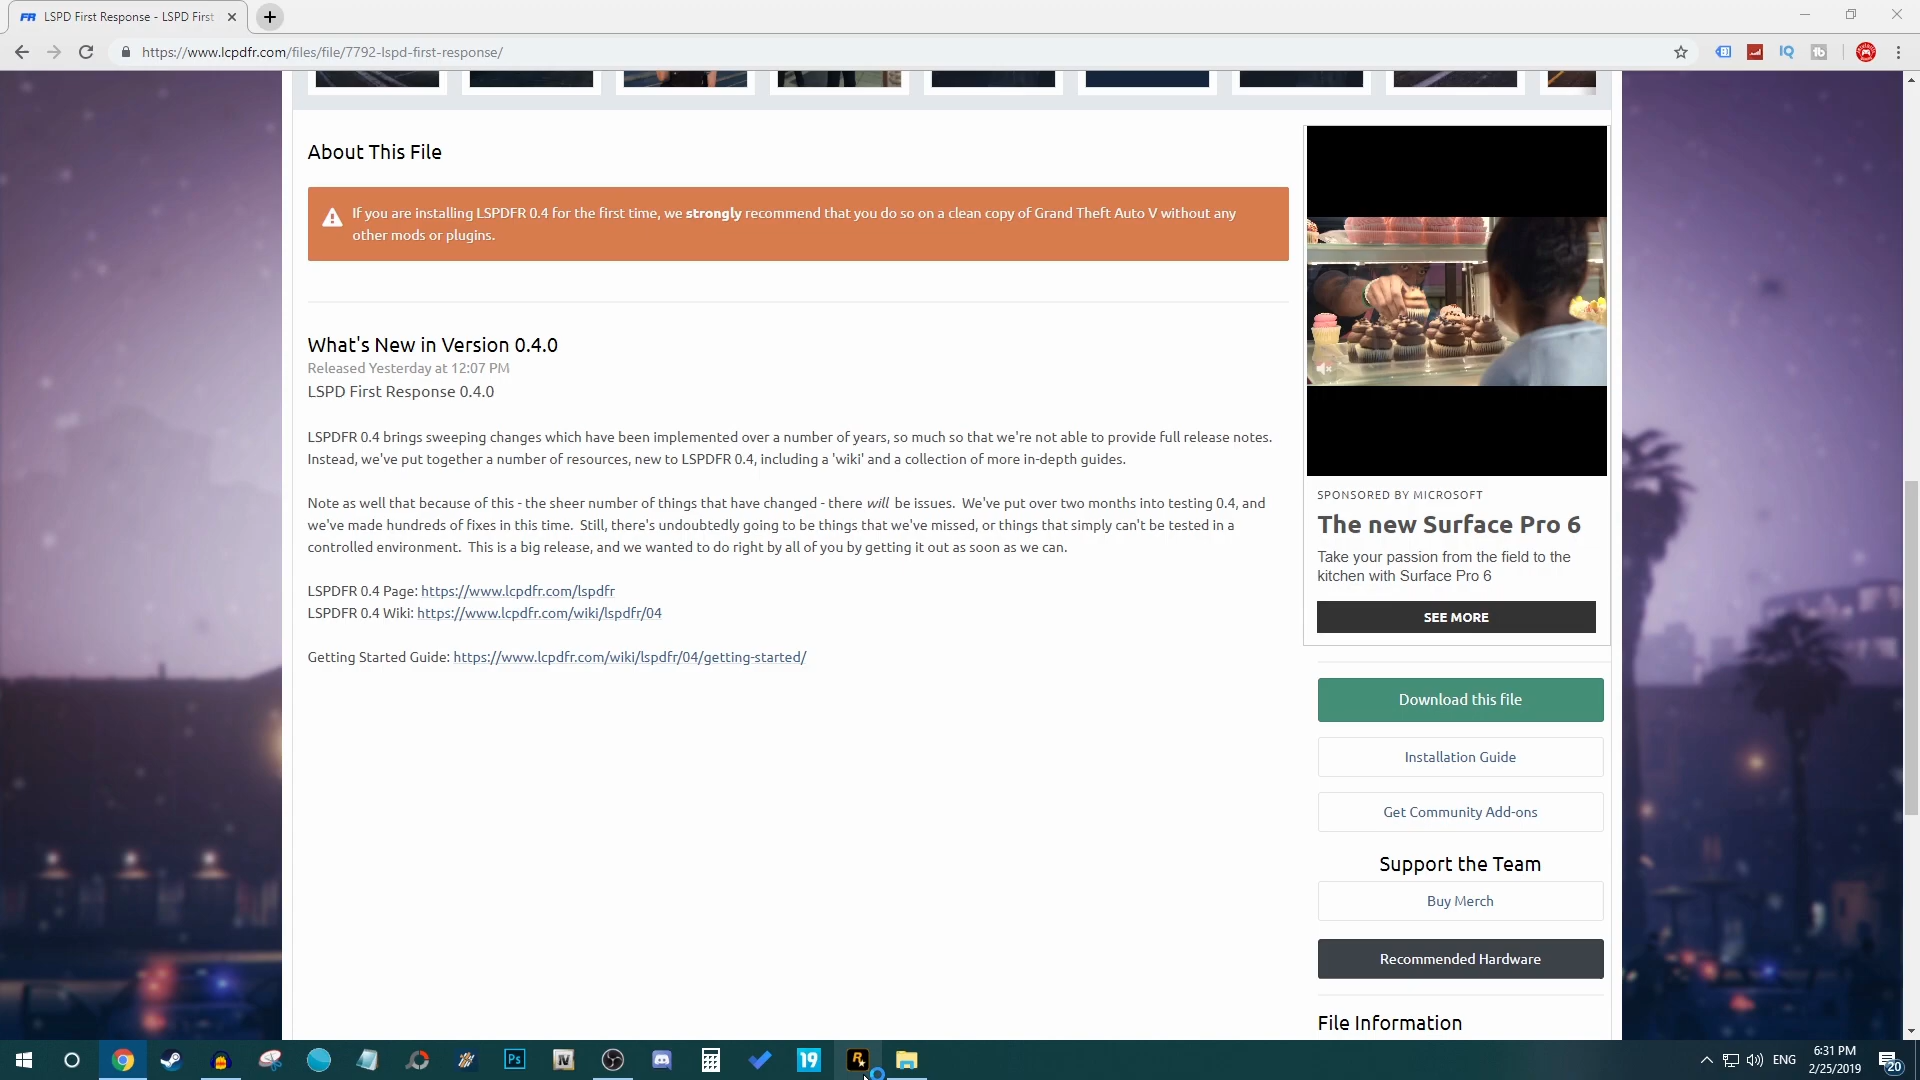 FR LSPD First Response - LSPD First
https://www.lcpdfr.com/files/file/7792-lspd-first-response/
IQ
tb
About This File
If you are installing LSPDFR 0.4 for the first time, we strongly recommend that you do so on a clean copy of Grand Theft Auto V without any
other mods or plugins.
What's New in Version 0.4.0
Released Yesterday at 12:07 PM
LSPD First Response 0.4.0
LSPDFR 0.4 brings sweeping changes which have been implemented over a number of years, so much so that we're not able to provide full release notes.
Instead, we've put together a number of resources, new to LSPDFR 0.4, including a 'wiki' and a collection of more in-depth guides.
Note as well that because of this - the sheer number of things that have changed - there will be issues. We've put over two months into testing 0.4, and
we've made hundreds of fixes in this time. Still, there's undoubtedly going to be things that we've missed, or things that simply can't be tested in a
controlled environment. This is a big release, and we wanted to do right by all of you by getting it out as soon as we can.
LSPDFR 0.4 Page: https://www.lcpdfr.com/lspdfr
LSPDFR 0.4 Wiki: https://www.lcpdfr.com/wiki/lspdfr/04
Getting Started Guide: https://www.lcpdfr.com/wiki/lspdfr/04/getting-started/
SPONSORED BY MICROSOFT
The new Surface Pro 6
Take your passion from the field to the
kitchen with Surface Pro 6
SEE MORE
Download this file
Installation Guide
Get Community Add-ons
Support the Team
Buy Merch
Recommended Hardware
File Information
Ps
IV
19
R
ENG
6:31 PM
2/25/2019
20